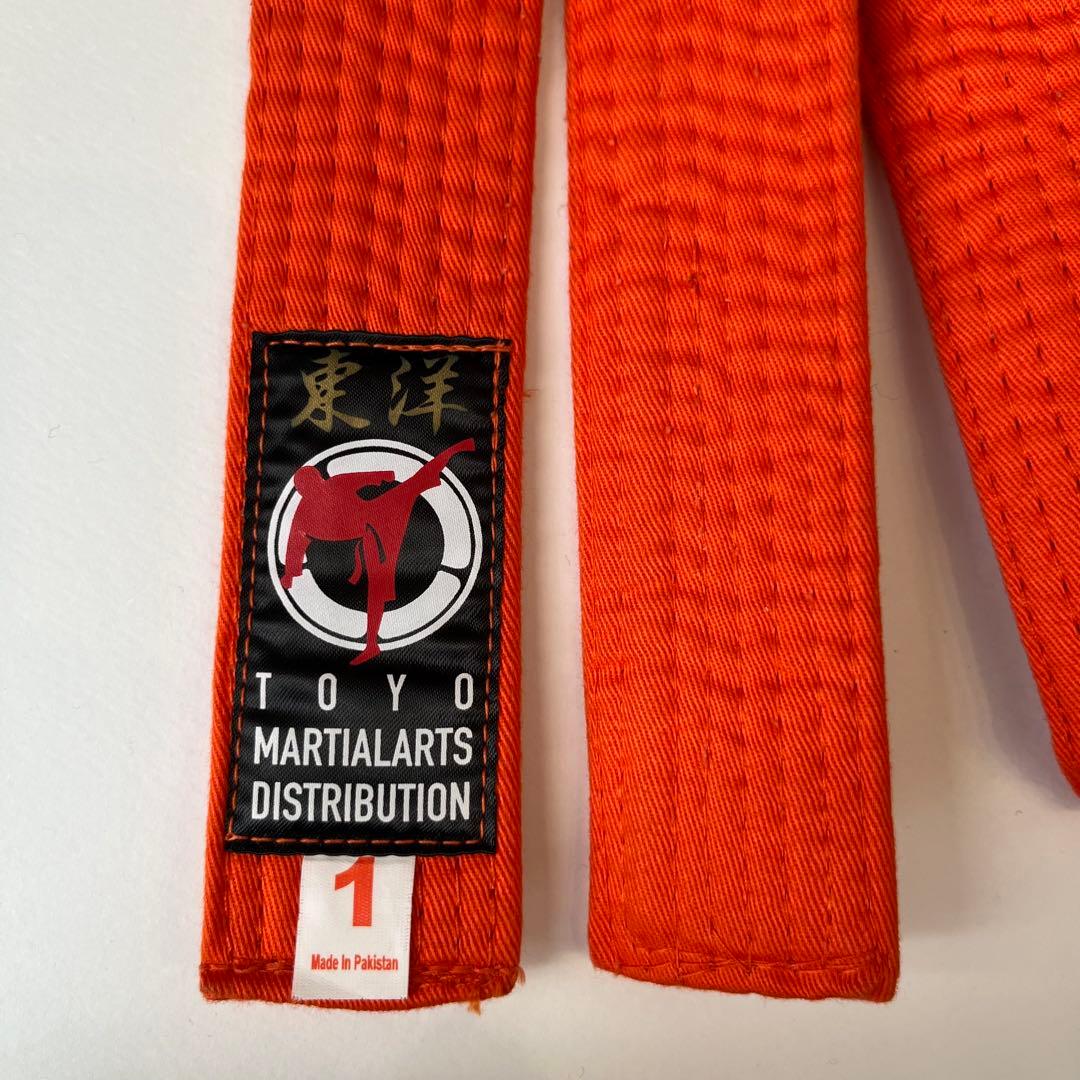 東洋
TOYO
MARTIALARTS
DISTRIBUTION
1
Made In Pakistan